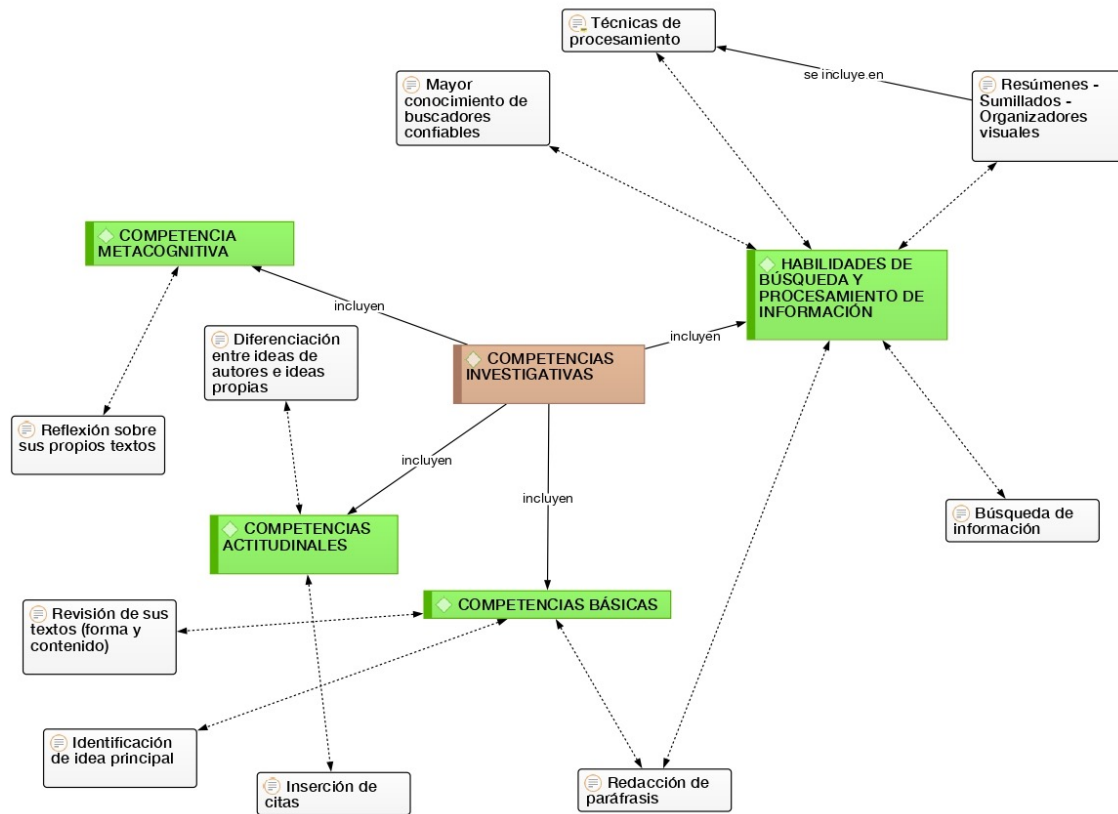 Técnicas de
procesamiento
se incluye en
Mayor
conocimiento de
buscadores
confiables
Resúmenes -
Sumillados -
Organizadores
visuales
COMPETENCIA
METACOGNITIVA
HABILIDADES DE
BÚSQUEDA Y
PROCESAMIENTO DE
INFORMACIÓN
incluyen
incluyen
Diferenciación
entre ideas de
autores e ideas
propias
COMPETENCIAS
INVESTIGATIVAS
Reflexión sobre
sus propios textos
incluyen
incluyen
COMPETENCIAS
ACTITUDINALES
Búsqueda de
información
COMPETENCIAS BÁSICAS
Revisión de sus
textos (forma y
contenido)
Identificación
de idea principal
Inserción de
citas
Redacción de
paráfrasis